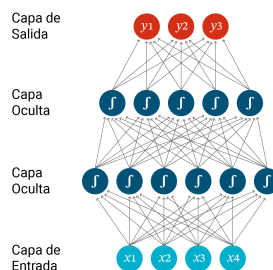 Capa de
Salida
y1 y2 y3
Capa
Oculta
ʃ ʃ ʃ ʃ ʃ
Capa
Oculta
ʃ ʃ ʃ ʃ ʃ ʃ
Capa de
Entrada
x1 x2 x3 x4